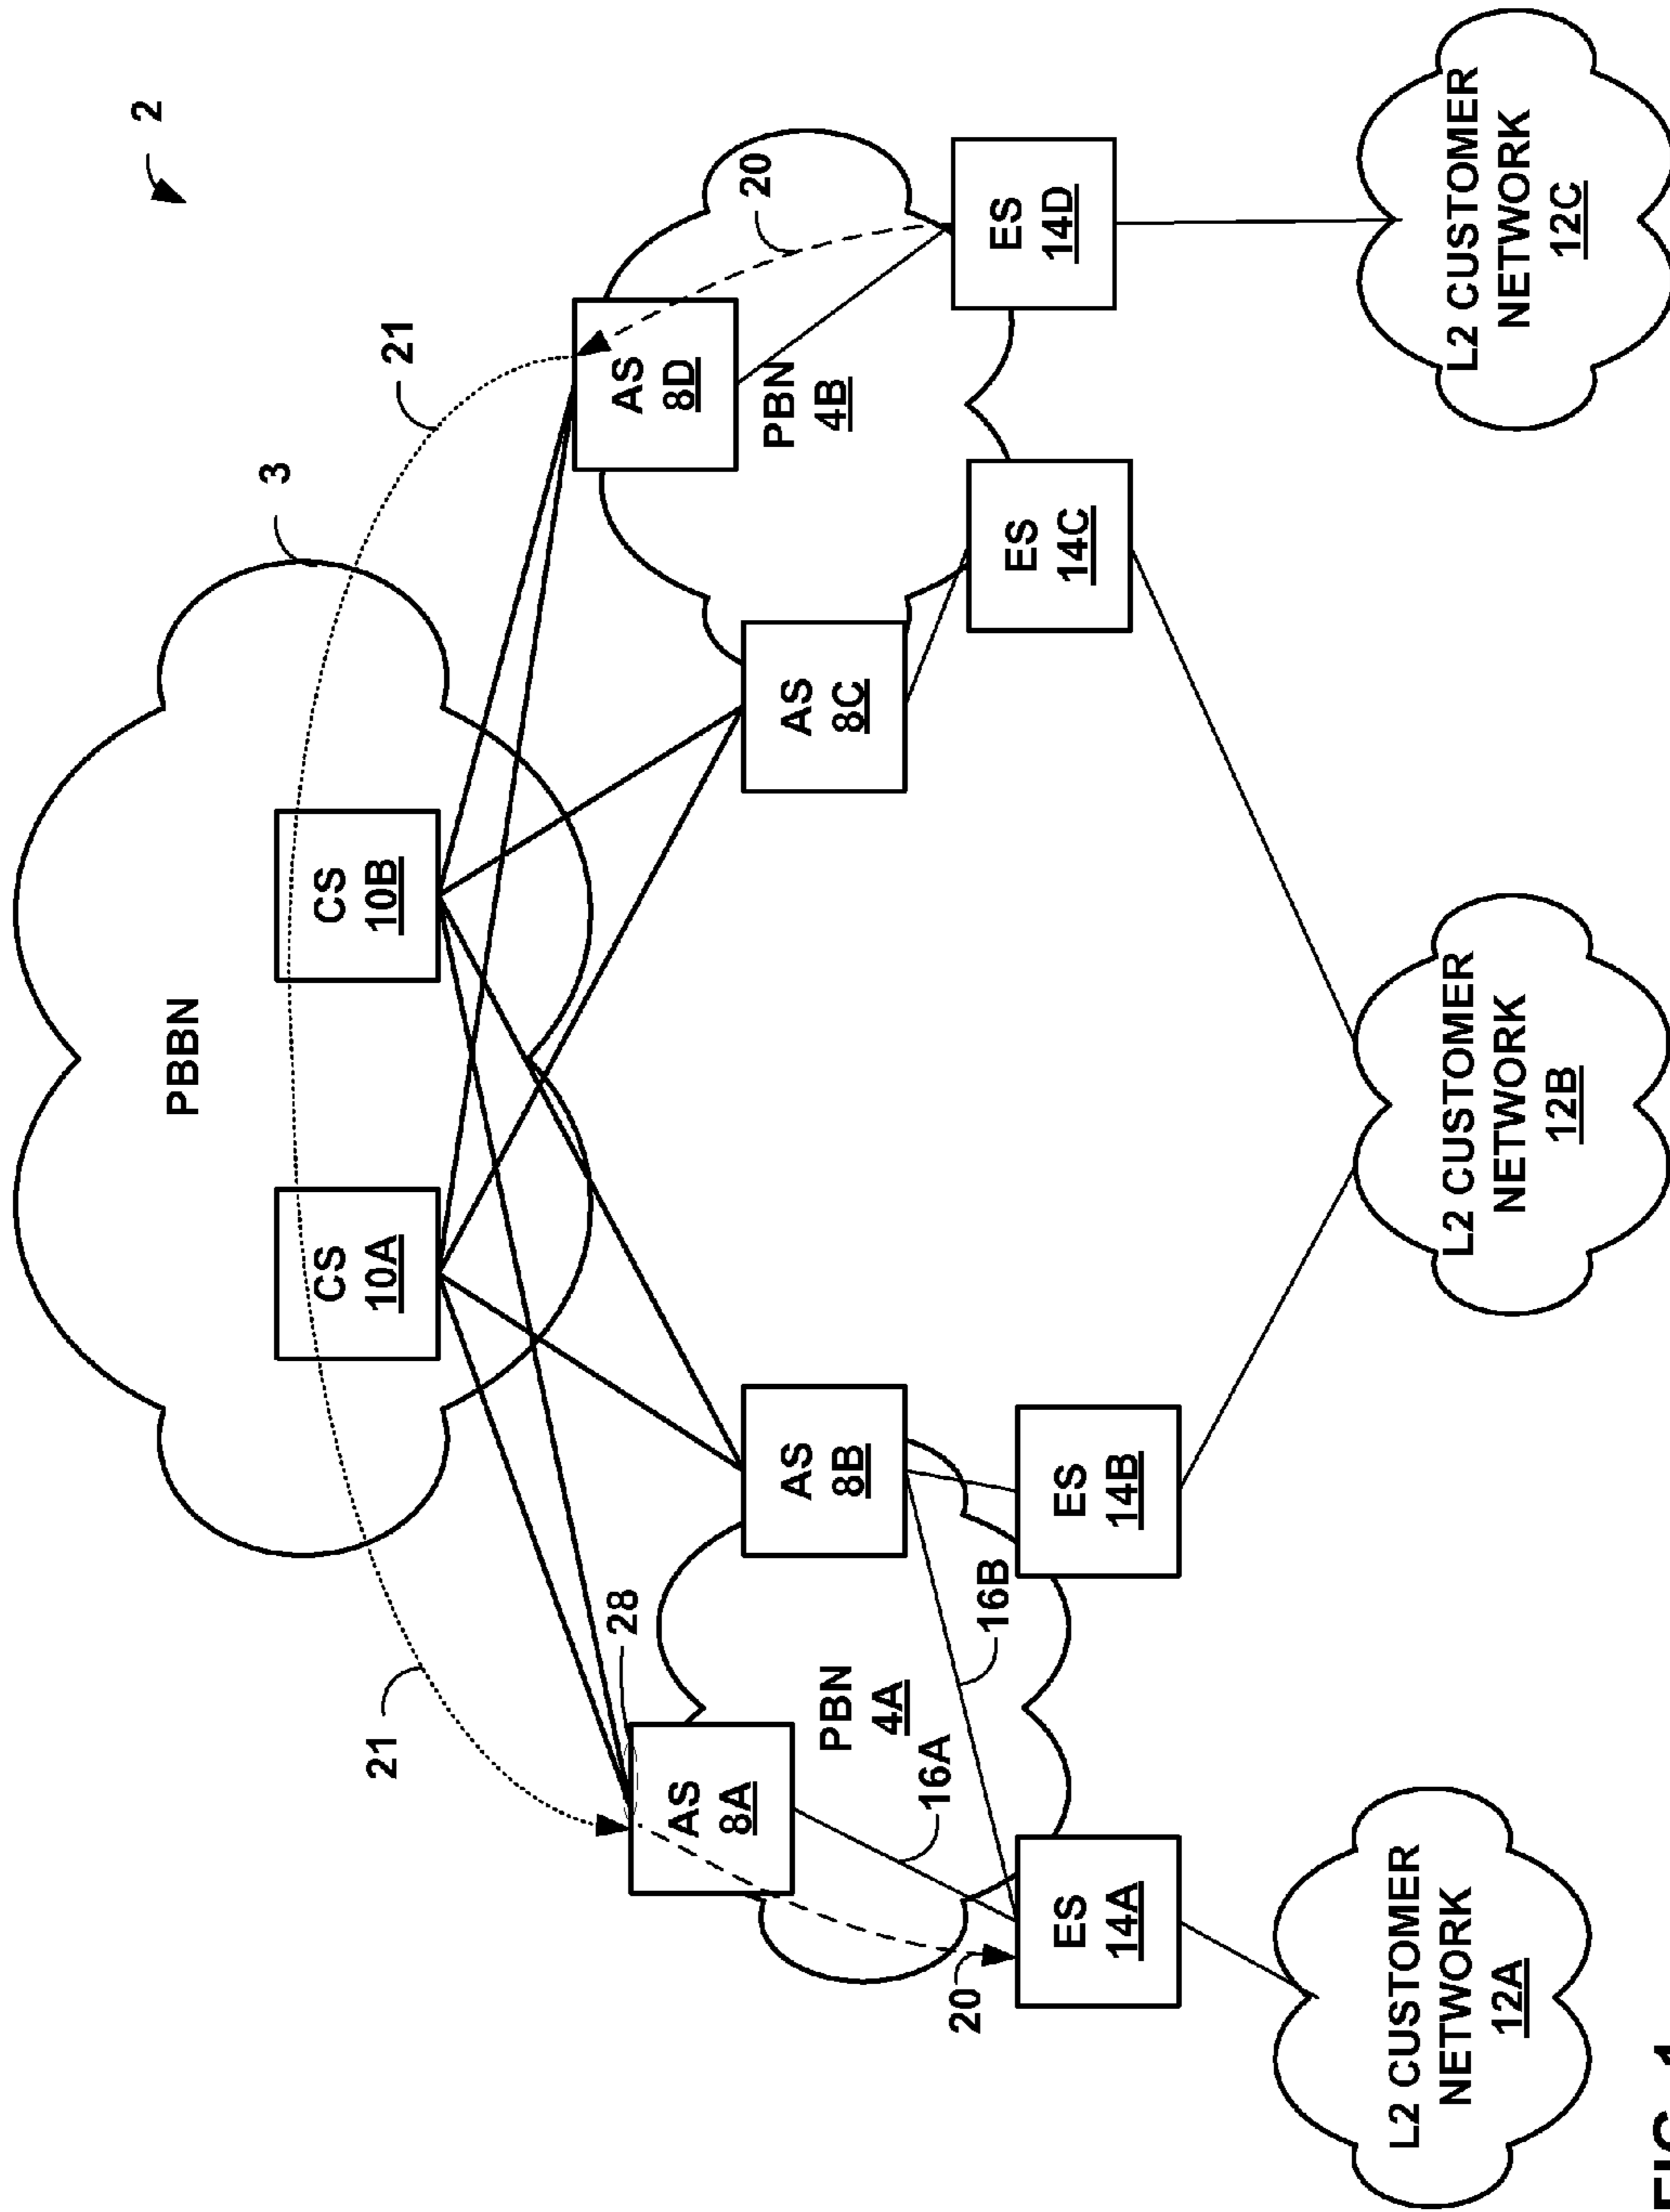 2
21
3
PBBN
CS
10A
CS
10B
21
28
20
AS
8A
AS
8B
AS
8C
AS
8D
PBN
4A
PBN
4B
16A
16B
20
ES
14A
ES
14B
ES
14C
ES
14D
L2 CUSTOMER
NETWORK
12A
L2 CUSTOMER
NETWORK
12B
L2 CUSTOMER
NETWORK
12C
FIG. 1